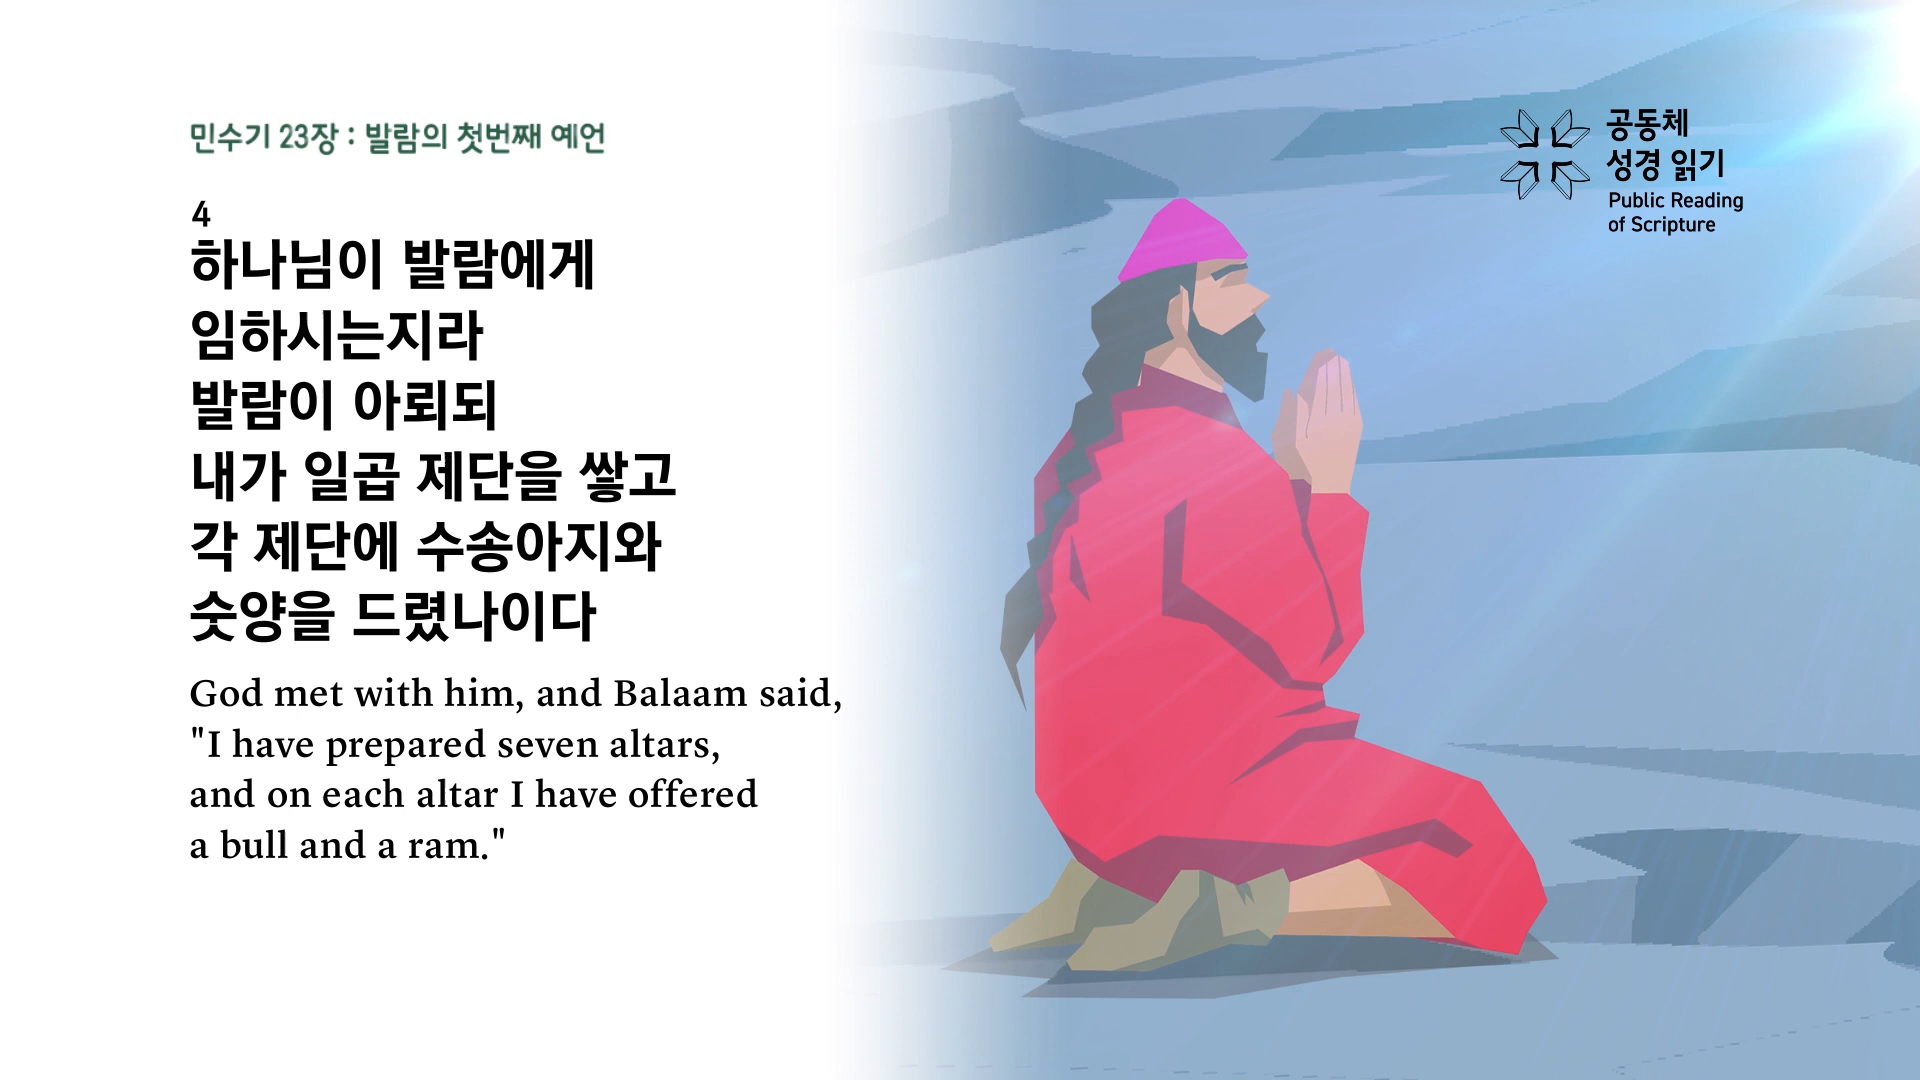 민수기 23장 : 발람의 첫번째 예언
4
하나님이 발람에게
임하시는지라
발람이 아뢰되
내가 일곱 제단을 쌓고
각 제단에 수송아지와
숫양을 드렸나이다
God met with him, and Balaam said,
"I have prepared seven altars,
and on each altar I have offered
a bull and a ram."
공동체
성경 읽기
Public Reading
of Scripture